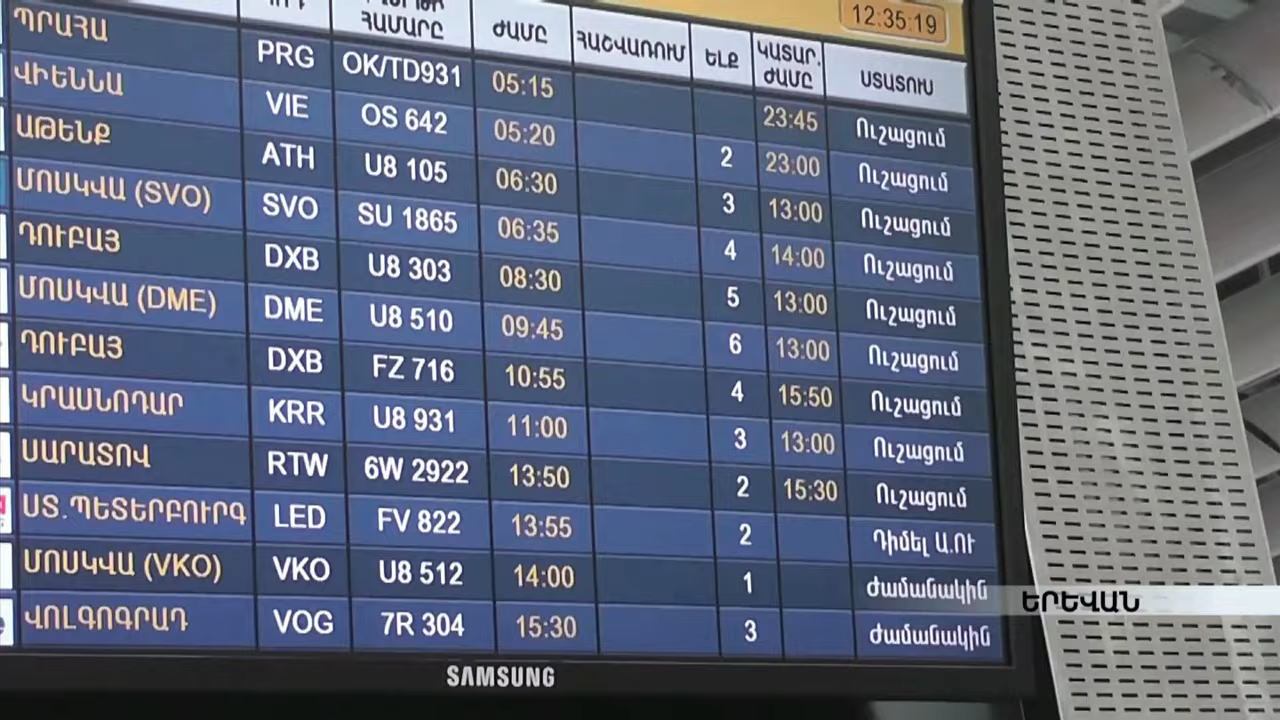 12:35:19
ՀԱՄԱՐԸ ԺԱՄԸ ՀԱՇՎԱՌՈՒՄ ԵԼՔ ԿԱՏԱՐ. ԺԱՄԸ ՍՏԱՏՈՒՍ
ՊՐԱՀԱ PRG OK/TD931 05:15 23:45 Ուշացում
ՎԻԵՆՆԱ VIE OS 642 05:20 2 23:00 Ուշացում
ԱԹԵՆՔ ATH U8 105 06:30 3 13:00 Ուշացում
ՄՈՍԿՎԱ (SVO) SVO SU 1865 06:35 4 14:00 Ուշացում
ԴՈՒԲԱՅ DXB U8 303 08:30 5 13:00 Ուշացում
ՄՈՍԿՎԱ (DME) DME U8 510 09:45 6 13:00 Ուշացում
ԴՈՒԲԱՅ DXB FZ 716 10:55 4 15:50 Ուշացում
ԿՐԱՍՆՈԴԱՐ KRR U8 931 11:00 3 13:00 Ուշացում
ՍԱՐԱՏՈՎ RTW 6W 2922 13:50 2 15:30 Ուշացում
ՍՏ.ՊԵՏԵՐԲՈՒՐԳ LED FV 822 13:55 2 Դիմել Ա.ՈՒ
ՄՈՍԿՎԱ (VKO) VKO U8 512 14:00 1 Ժամանակին
ՎՈԼԳՈԳՐԱԴ VOG 7R 304 15:30 3 Ժամանակին
ԵՐԵՎԱՆ
SAMSUNG